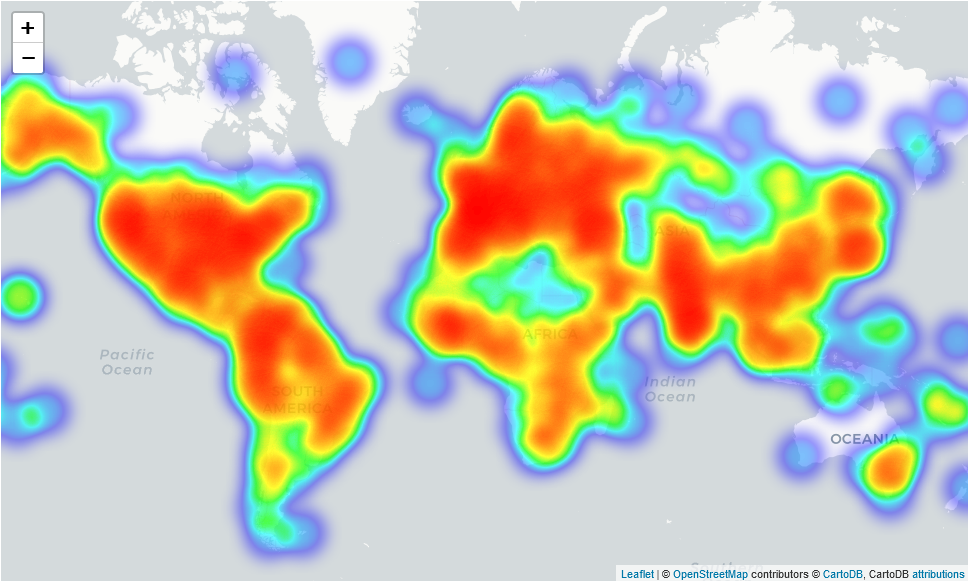 +
−
NORTH
AMERICA
ASIA
AFRICA
Pacific
Ocean
Indian
Ocean
SOUTH
AMERICA
OCEANIA
Leaflet | © OpenStreetMap contributors © CartoDB, CartoDB attributions